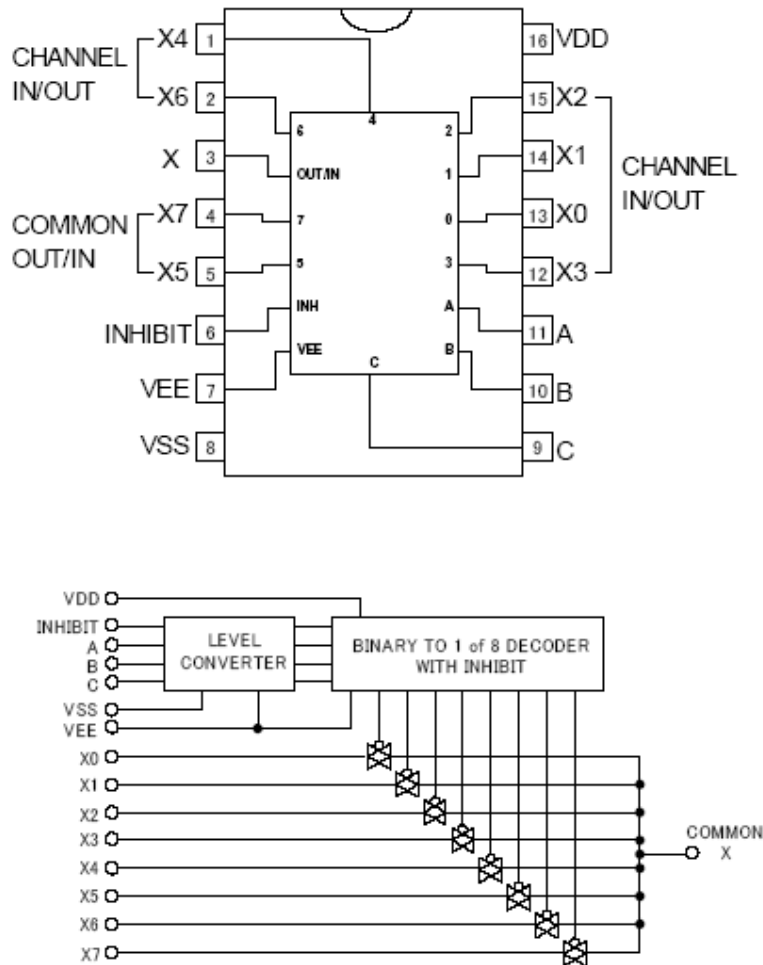 CHANNEL
IN/OUT
X4 1
X6 2
X 3
COMMON
OUT/IN
X7 4
X5 5
INHIBIT 6
VEE 7
VSS 8
4
6
OUT/IN
7
5
INH
VEE
C
2
1
0
3
A
B
16 VDD
15 X2
14 X1
13 X0
12 X3
11 A
10 B
9 C
CHANNEL
IN/OUT
VDD
INHIBIT
A
B
C
VSS
VEE
LEVEL
CONVERTER
BINARY TO 1 of 8 DECODER
WITH INHIBIT
X0
X1
X2
X3
X4
X5
X6
X7
COMMON
X